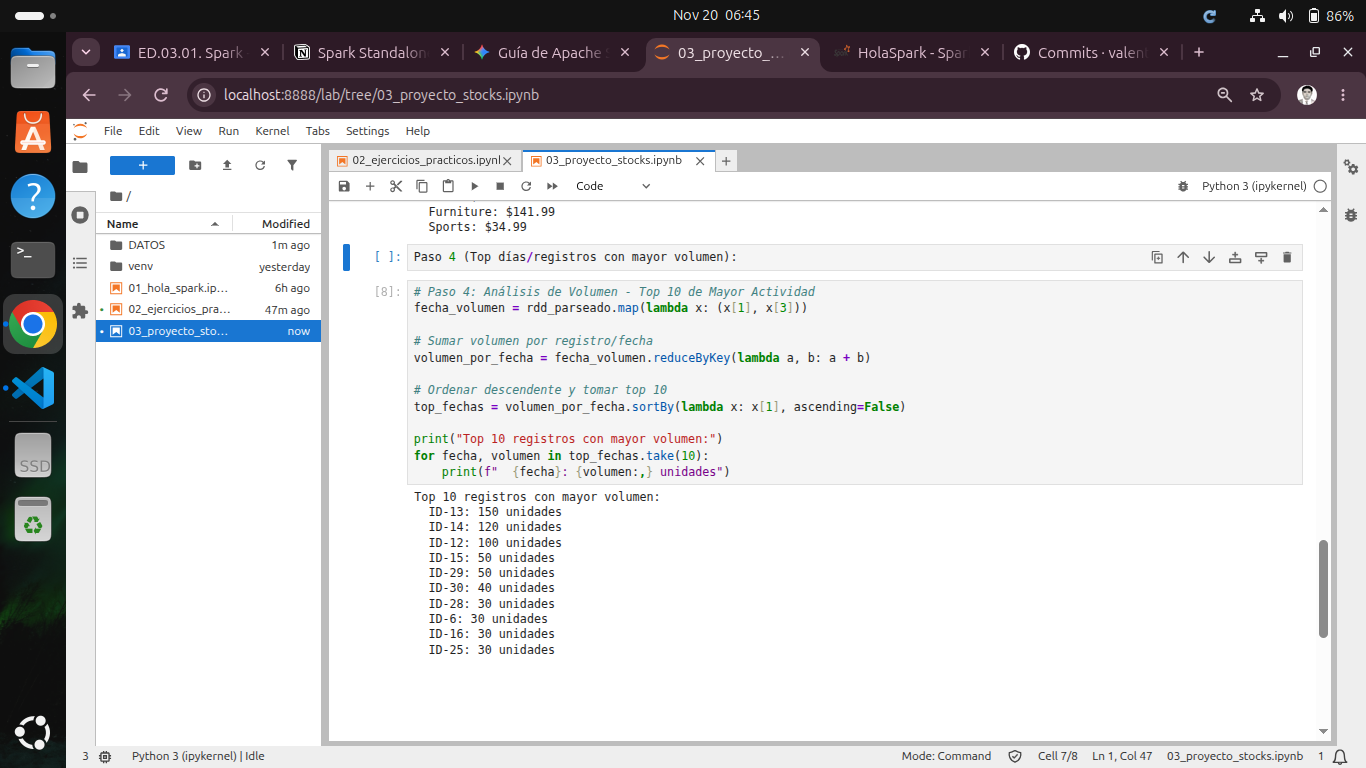 Nov 20 06:45
86%
ED.03.01. Spark
Spark Standalon
Guía de Apache S
03_proyecto_...
HolaSpark - Spar
Commits · valen
localhost:8888/lab/tree/03_proyecto_stocks.ipynb
File Edit View Run Kernel Tabs Settings Help
02_ejercicios_practicos.ipynl
03_proyecto_stocks.ipynb
Code
Python 3 (ipykernel)
/
Name Modified
DATOS 1m ago
venv yesterday
01_hola_spark.ip... 6h ago
02_ejercicios_pra... 47m ago
03_proyecto_sto... now
SSD
Furniture: $141.99
Sports: $34.99
[ ]: Paso 4 (Top días/registros con mayor volumen):
[8]: # Paso 4: Análisis de Volumen - Top 10 de Mayor Actividad
fecha_volumen = rdd_parseado.map(lambda x: (x[1], x[3]))
# Sumar volumen por registro/fecha
volumen_por_fecha = fecha_volumen.reduceByKey(lambda a, b: a + b)
# Ordenar descendente y tomar top 10
top_fechas = volumen_por_fecha.sortBy(lambda x: x[1], ascending=False)
print("Top 10 registros con mayor volumen:")
for fecha, volumen in top_fechas.take(10):
    print(f"  {fecha}: {volumen:,} unidades")
Top 10 registros con mayor volumen:
ID-13: 150 unidades
ID-14: 120 unidades
ID-12: 100 unidades
ID-15: 50 unidades
ID-29: 50 unidades
ID-30: 40 unidades
ID-28: 30 unidades
ID-6: 30 unidades
ID-16: 30 unidades
ID-25: 30 unidades
3 Python 3 (ipykernel) | Idle Mode: Command Cell 7/8 Ln 1, Col 47 03_proyecto_stocks.ipynb 1